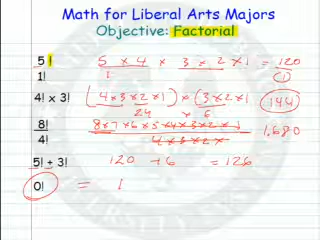 Math for Liberal Arts Majors
Objective: Factorial
5! 5 × 4 × 3 × 2 × 1 = 120
1! 1 (1)
4! × 3! (4×3×2×1) × (3×2×1 144
24 × 6
8! 8×7×6×5×4×3×2×1 1,680
4! 4×3×2×
5! + 3! 120 + 6 = 126
0! = 1